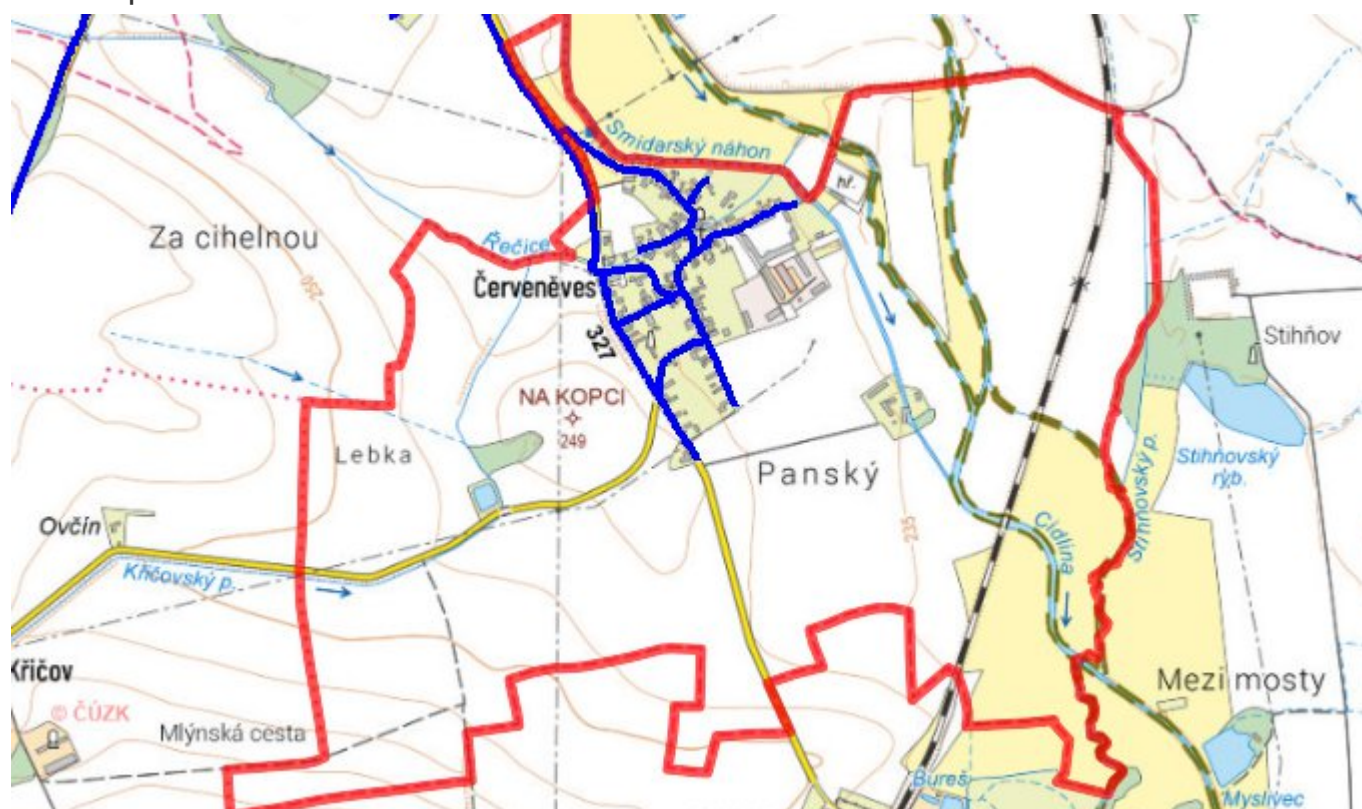 Smidarský náhon
hř.
Za cihelnou
Řečice
250
Červeněves
327
Stihňov
NA KOPCI
249
Lebka
Panský
Stihňovský
rýb.
Stihňovský p.
Ovčín
235
Cidlina
Křičovský p.
Křičov
Mezi mosty
© ČÚZK
Mlýnská cesta
Bureš
Myslivec